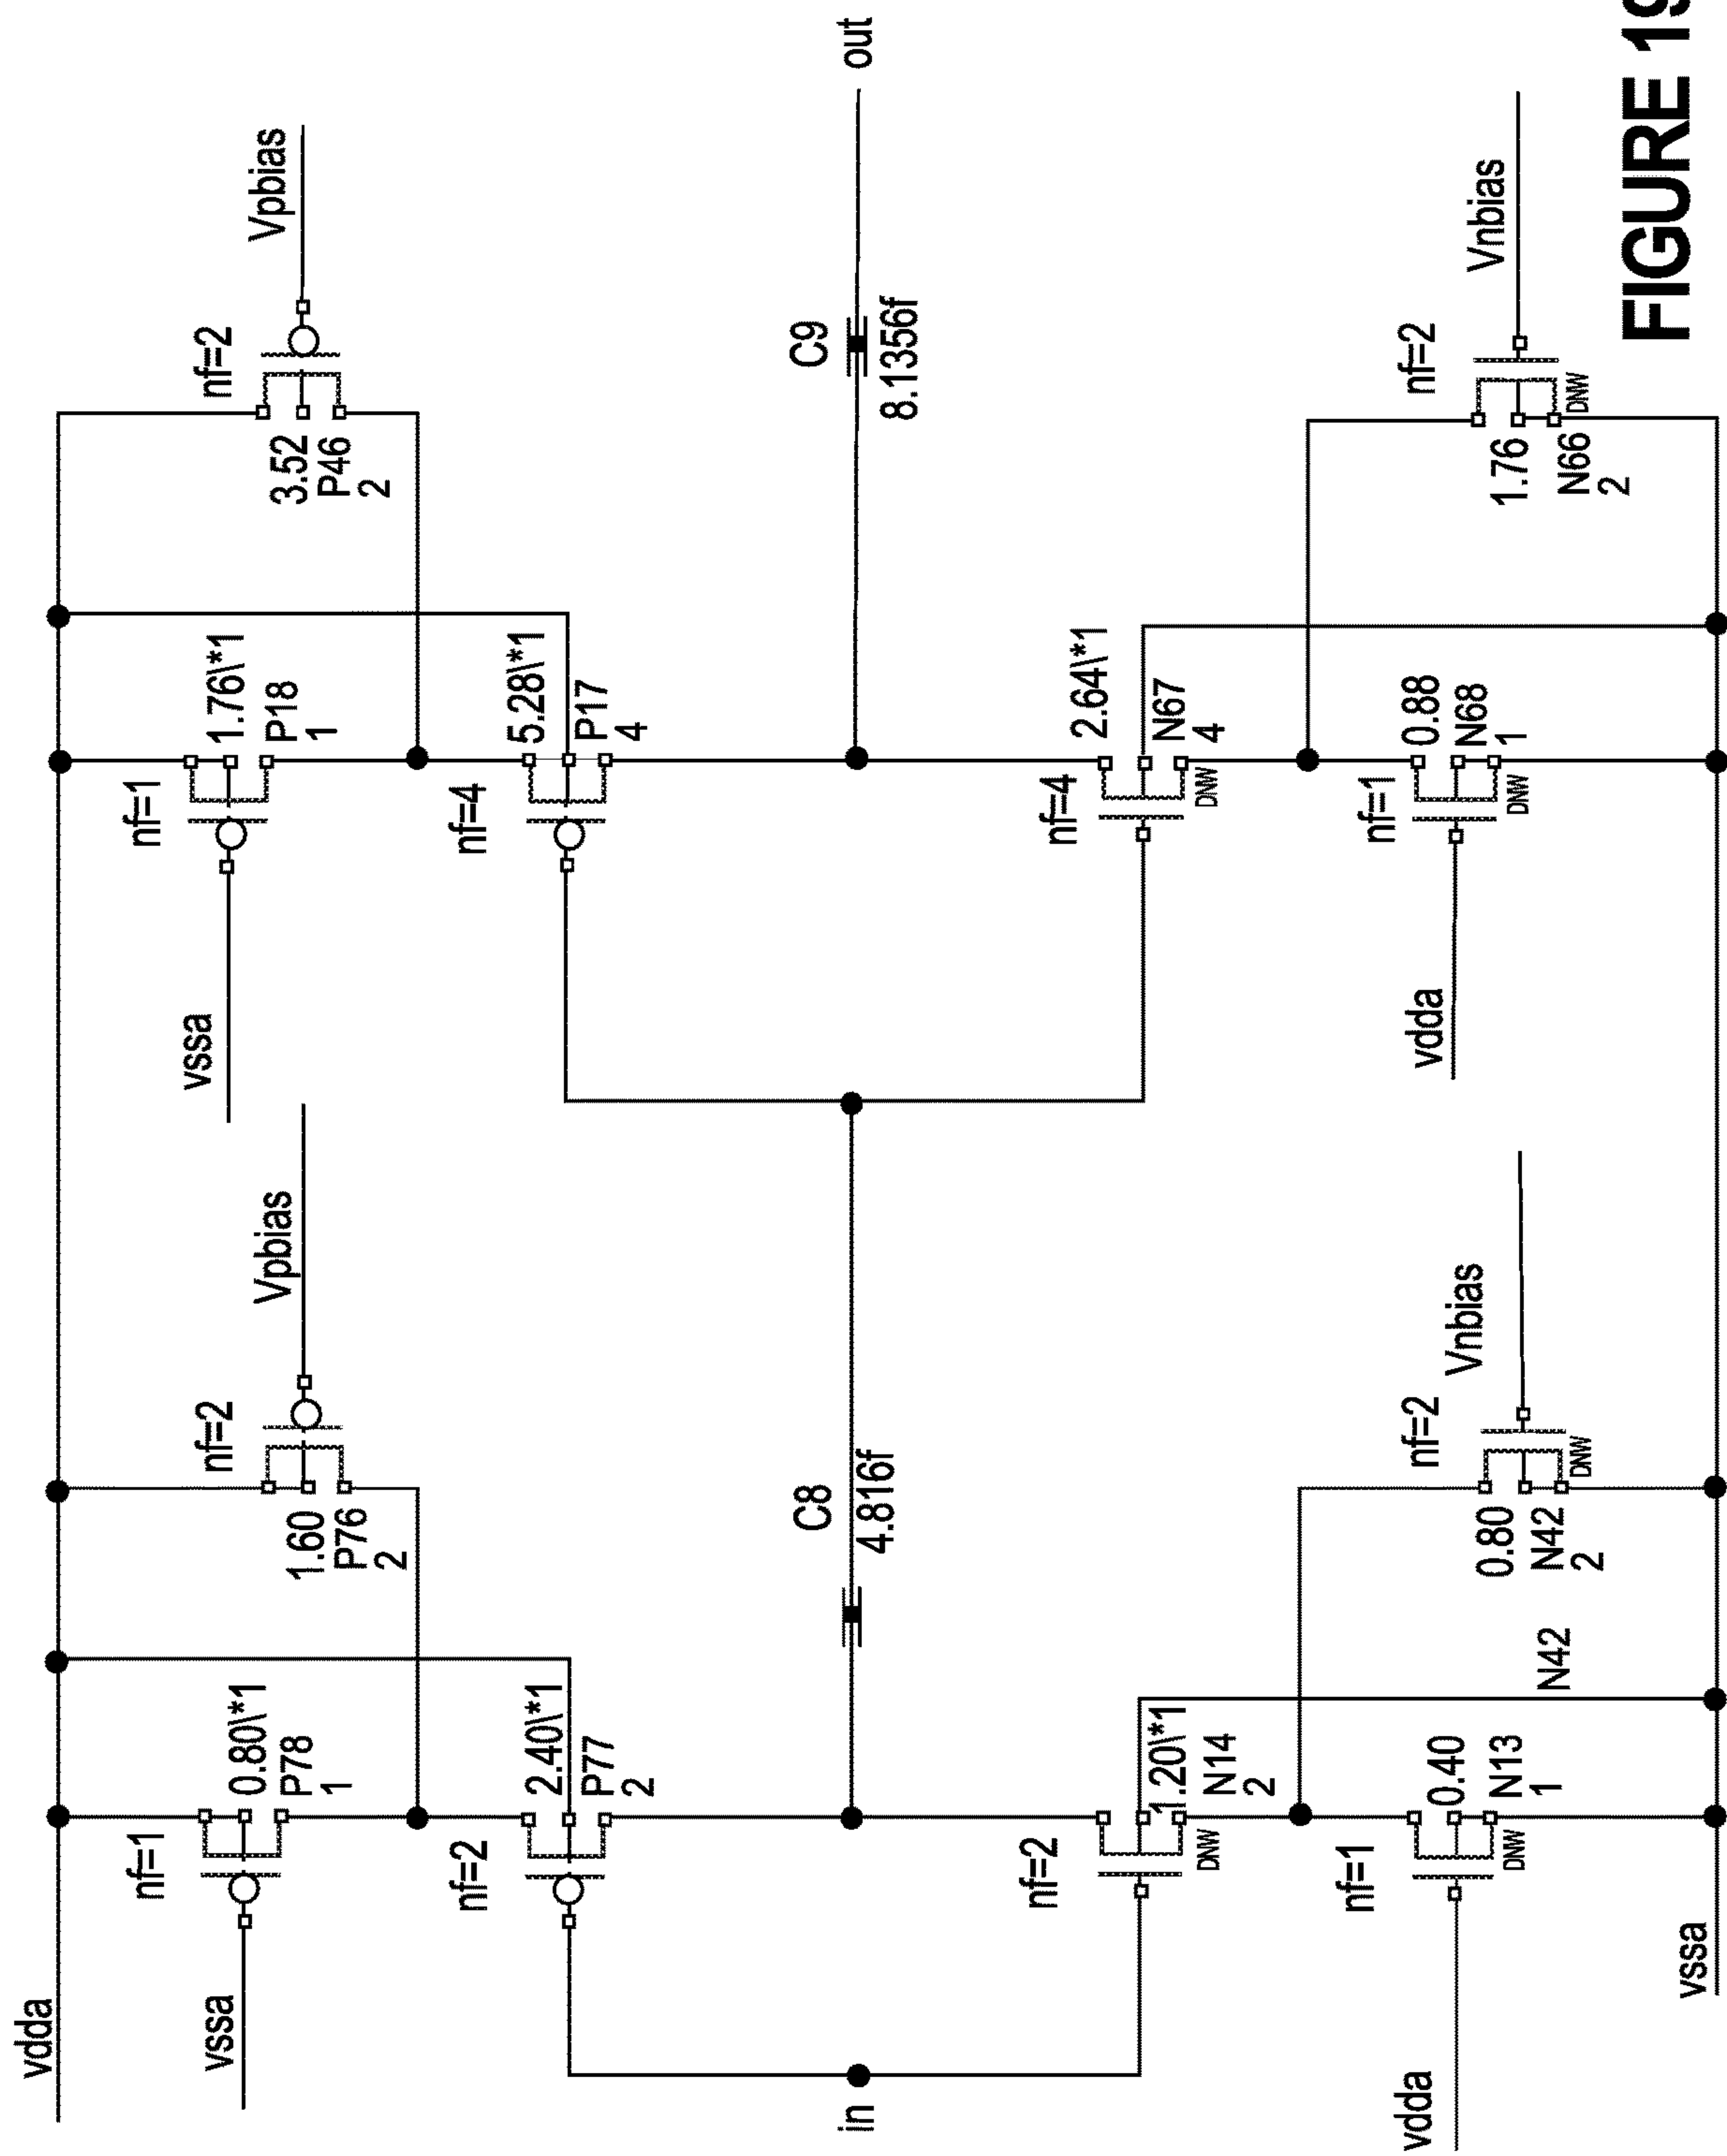 vdda
vssa
nf=1
0.80\*1
P78
1
nf=2
2.40\*1
P77
2
nf=2
1.60
P76
2
Vpbias
in
C8
4.816f
nf=2
1.20\*1
N14
2
DNW
vdda
nf=1
0.40
N13
1
DNW
N42
nf=2
0.80
N42
2
DNW
Vnbias
vssa
vssa
nf=1
1.76\*1
P18
1
nf=4
5.28\*1
P17
4
nf=2
3.52
P46
2
Vpbias
C9
8.1356f
out
nf=4
2.64\*1
N67
4
DNW
vdda
nf=1
0.88
N68
1
DNW
nf=2
1.76
N66
2
DNW
Vnbias
FIGURE 19